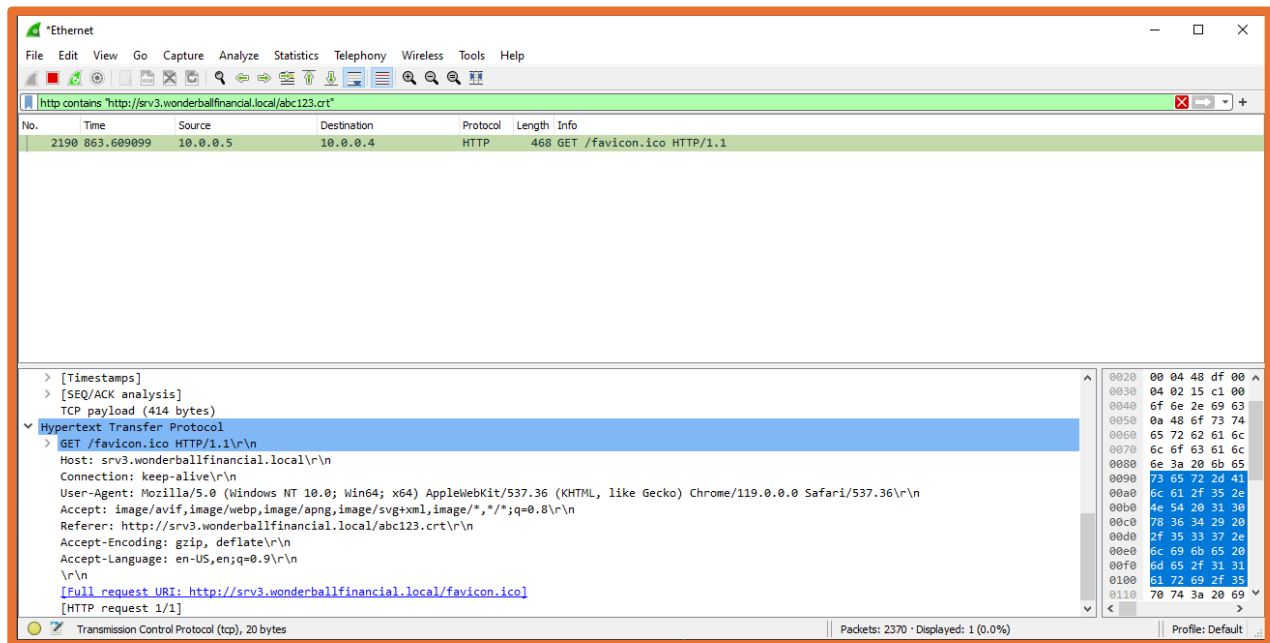 *Ethernet
File Edit View Go Capture Analyze Statistics Telephony Wireless Tools Help
http contains "http://srv3.wonderballfinancial.local/abc123.crt"
No. Time Source Destination Protocol Length Info
2190 863.609099 10.0.0.5 10.0.0.4 HTTP 468 GET /favicon.ico HTTP/1.1
> [Timestamps]
> [SEQ/ACK analysis]
TCP payload (414 bytes)
Hypertext Transfer Protocol
> GET /favicon.ico HTTP/1.1\r\n
Host: srv3.wonderballfinancial.local\r\n
Connection: keep-alive\r\n
User-Agent: Mozilla/5.0 (Windows NT 10.0; Win64; x64) AppleWebKit/537.36 (KHTML, like Gecko) Chrome/119.0.0.0 Safari/537.36\r\n
Accept: image/avif,image/webp,image/apng,image/svg+xml,image/*,*/*;q=0.8\r\n
Referer: http://srv3.wonderballfinancial.local/abc123.crt\r\n
Accept-Encoding: gzip, deflate\r\n
Accept-Language: en-US,en;q=0.9\r\n
\r\n
[Full request URI: http://srv3.wonderballfinancial.local/favicon.ico]
[HTTP request 1/1]
0020 00 04 48 df 00
0030 04 02 15 c1 00
0040 6f 6e 2e 69 63
0050 0a 48 6f 73 74
0060 65 72 62 61 6c
0070 6c 6f 63 61 6c
0080 6e 3a 20 6b 65
0090 73 65 72 2d 41
00a0 6c 61 2f 35 2e
00b0 4e 54 20 31 30
00c0 78 36 34 29 20
00d0 2f 35 33 37 2e
00e0 6c 69 6b 65 20
00f0 6d 65 2f 31 31
0100 61 72 69 2f 35
0110 70 74 3a 20 69
Transmission Control Protocol (tcp), 20 bytes
Packets: 2370 · Displayed: 1 (0.0%)
Profile: Default